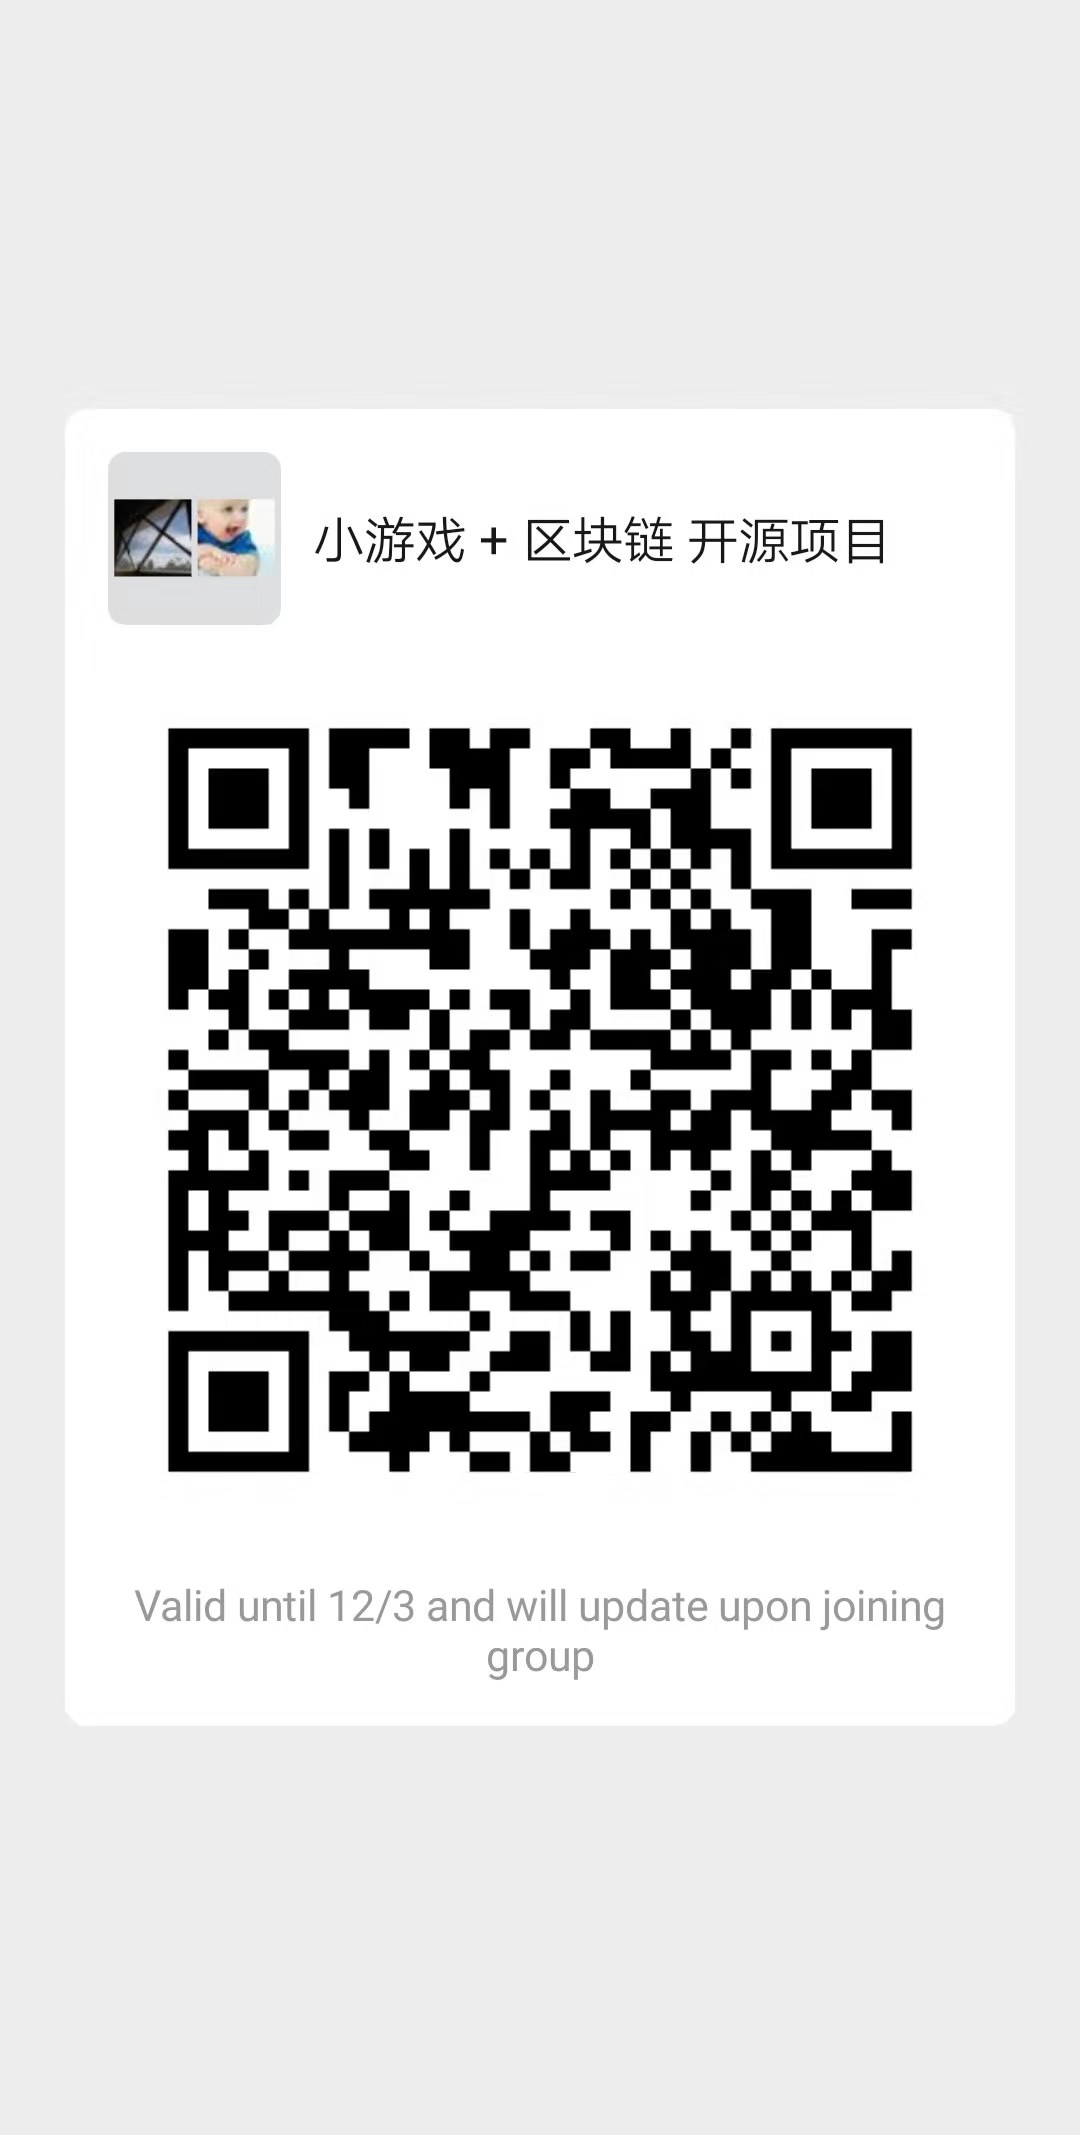 小游戏 + 区块链 开源项目
Valid until 12/3 and will update upon joining
group